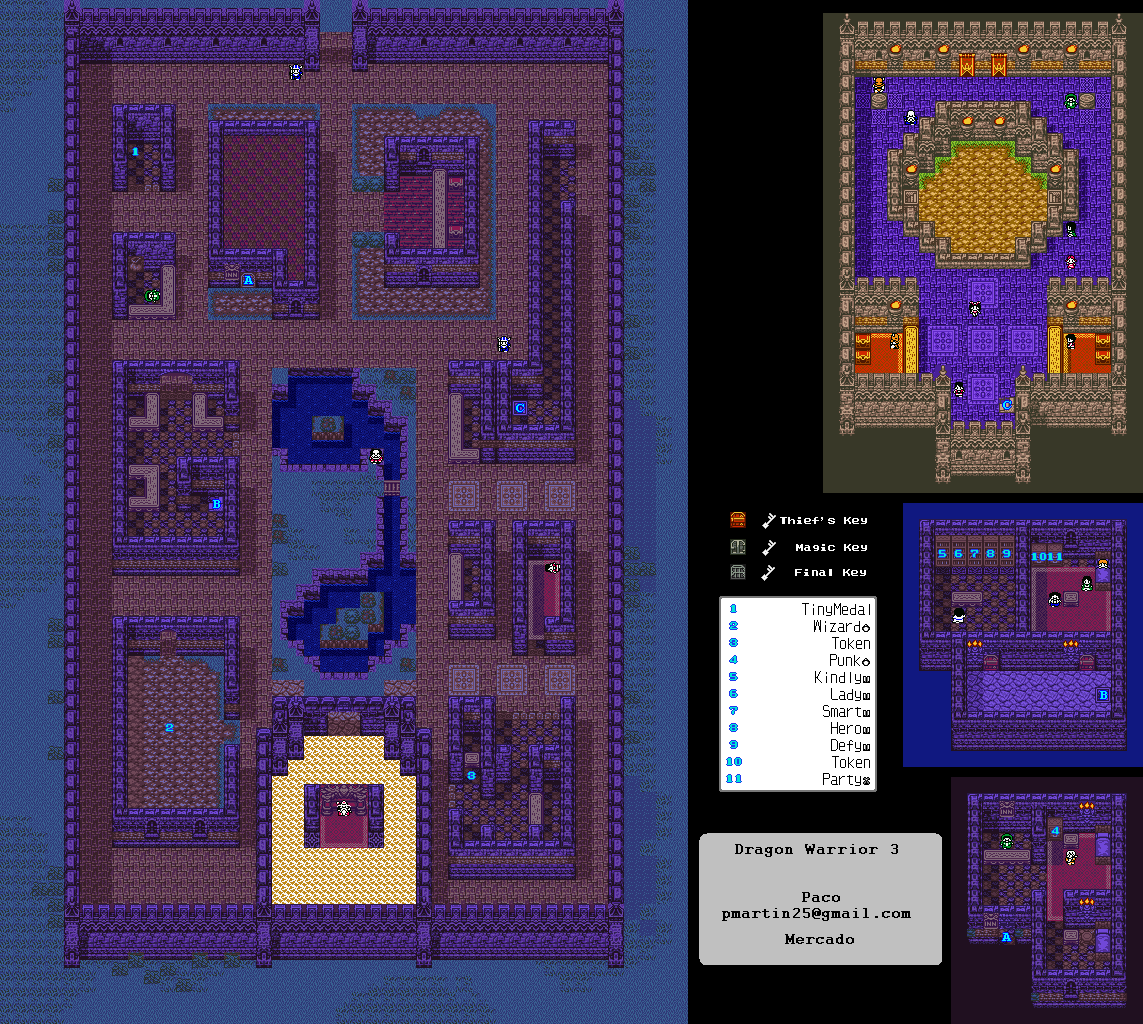 1
A
C
B
2
3
C
Thief's Key
Magic Key
Final Key
5 6 7 8 9 10 11
B
1 TinyMedal
2 Wizard
3 Token
4 Punk
5 Kindly
6 Lady
7 Smart
8 Hero
9 Defy
10 Token
11 Party
4
A
Dragon Warrior 3
Paco
pmartin25@gmail.com
Mercado